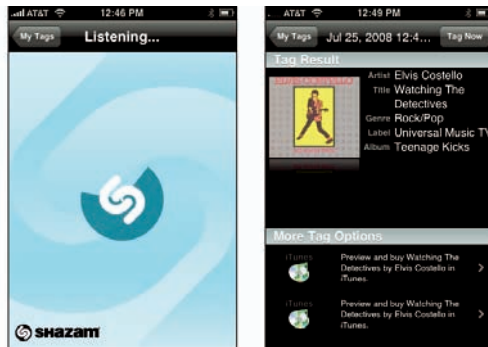 AT&T 12:46 PM
My Tags Listening...
SHAZAM
AT&T 12:49 PM
My Tags Jul 25, 2008 12:4... Tag Now
Tag Result
Artist Elvis Costello
Title Watching The
Detectives
Genre Rock/Pop
Label Universal Music TV
Album Teenage Kicks
More Tag Options
iTunes
Preview and buy Watching The
Detectives by Elvis Costello in
iTunes.
iTunes
Preview and buy Watching The
Detectives by Elvis Costello in
iTunes.